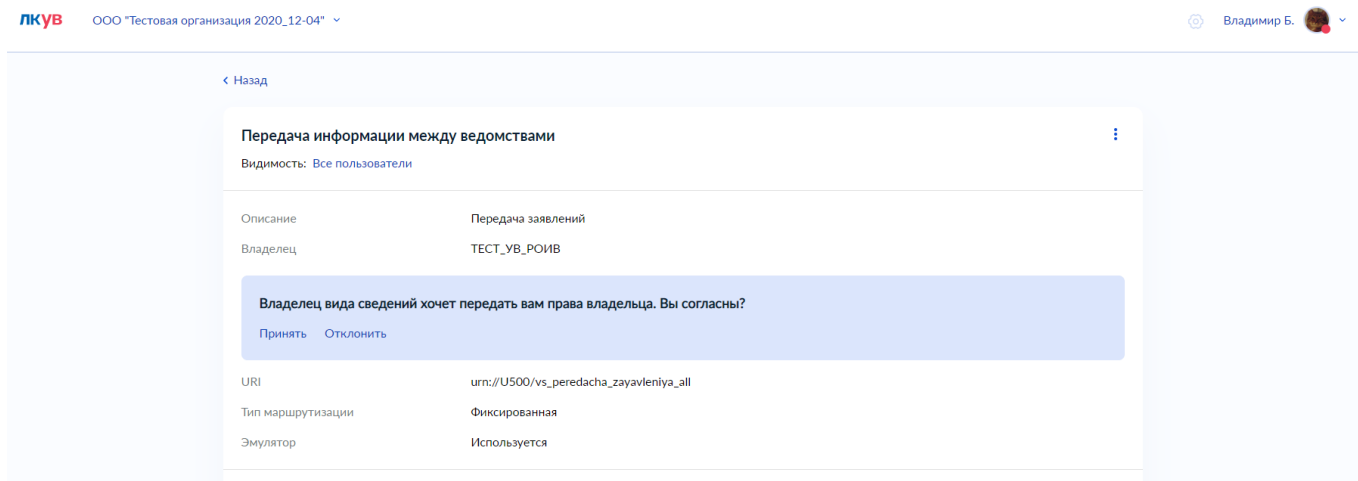 ЛКУВ ООО "Тестовая организация 2020_12-04" Владимир Б.
Назад
Передача информации между ведомствами
Видимость: Все пользователи
Описание Передача заявлений
Владелец ТЕСТ_УВ_РОИВ
Владелец вида сведений хочет передать вам права владельца. Вы согласны?
Принять Отклонить
URI urn://U500/vs_peredacha_zayavleniya_all
Тип маршрутизации Фиксированная
Эмулятор Используется